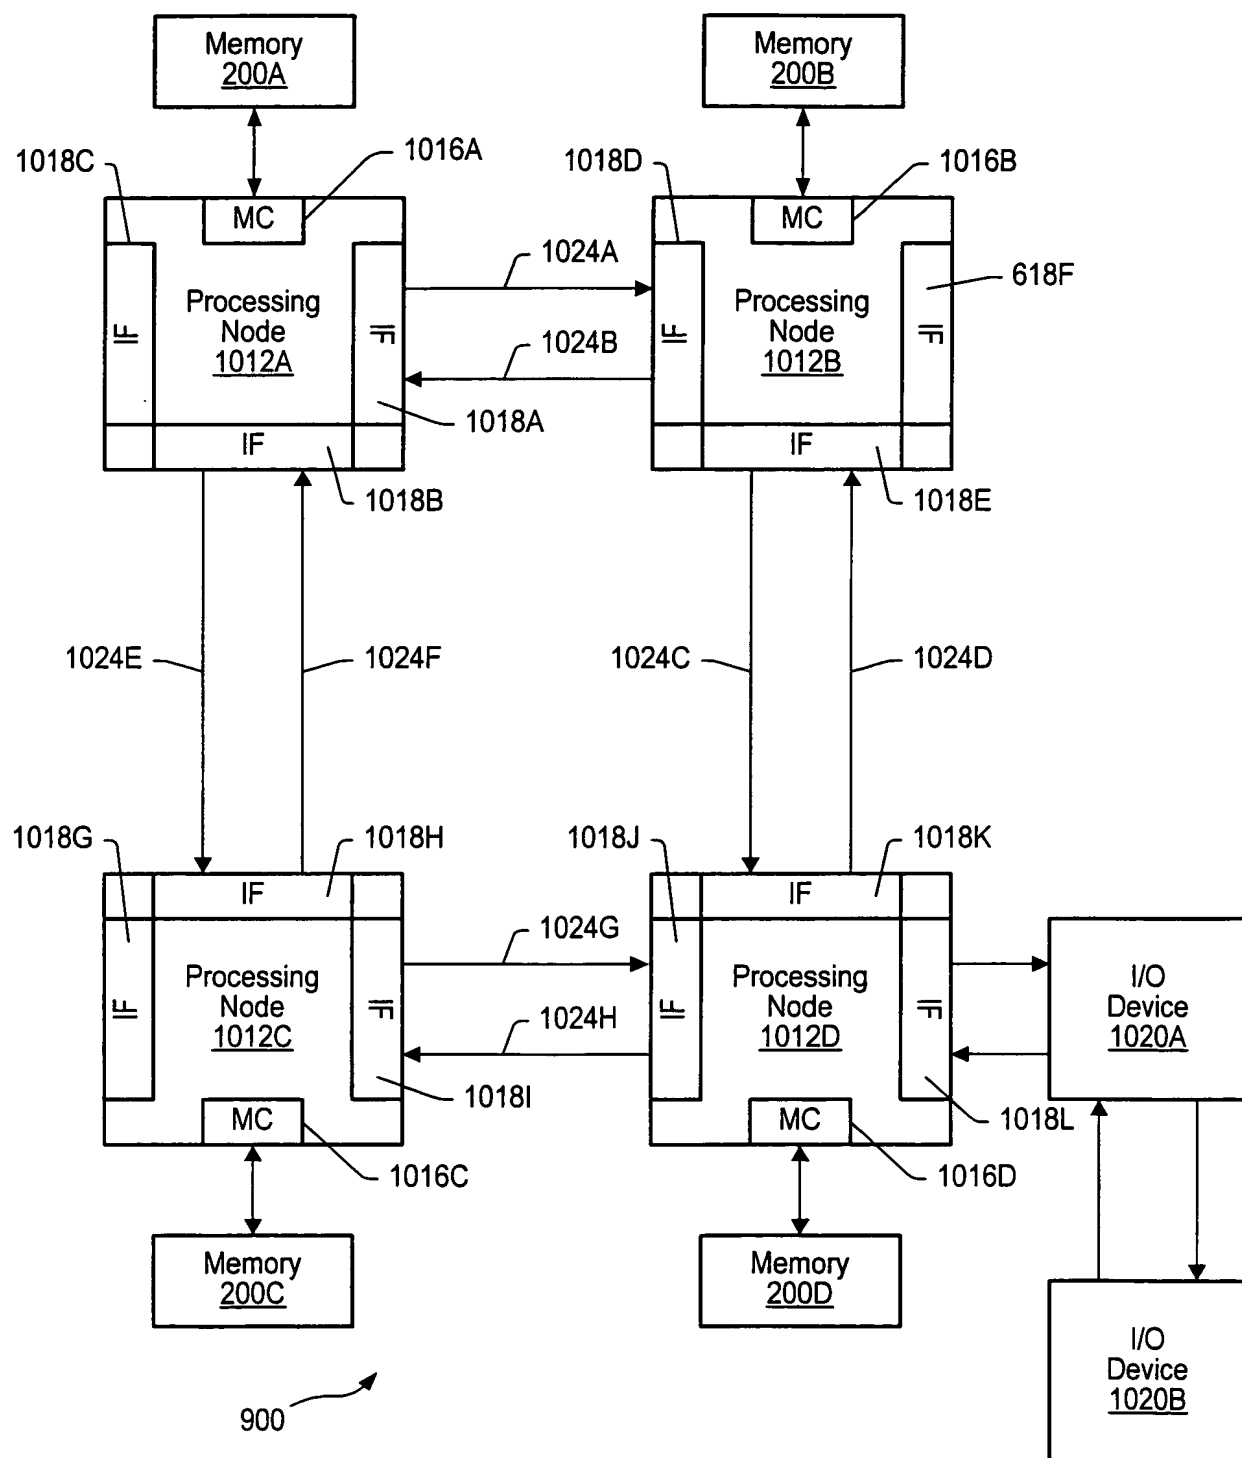 Memory
200A
Memory
200B
1018C
1016A
1018D
1016B
MC
MC
1024A
618F
Processing
Node
1012A
IF
IF
Processing
Node
1012B
IF
IF
1024B
1018A
IF
IF
1018B
1018E
1024E
1024F
1024C
1024D
1018G
1018H
1018J
1018K
IF
IF
1024G
Processing
Node
1012C
IF
IF
Processing
Node
1012D
IF
IF
I/O
Device
1020A
1024H
1018I
1018L
MC
MC
1016C
1016D
Memory
200C
Memory
200D
I/O
Device
1020B
900